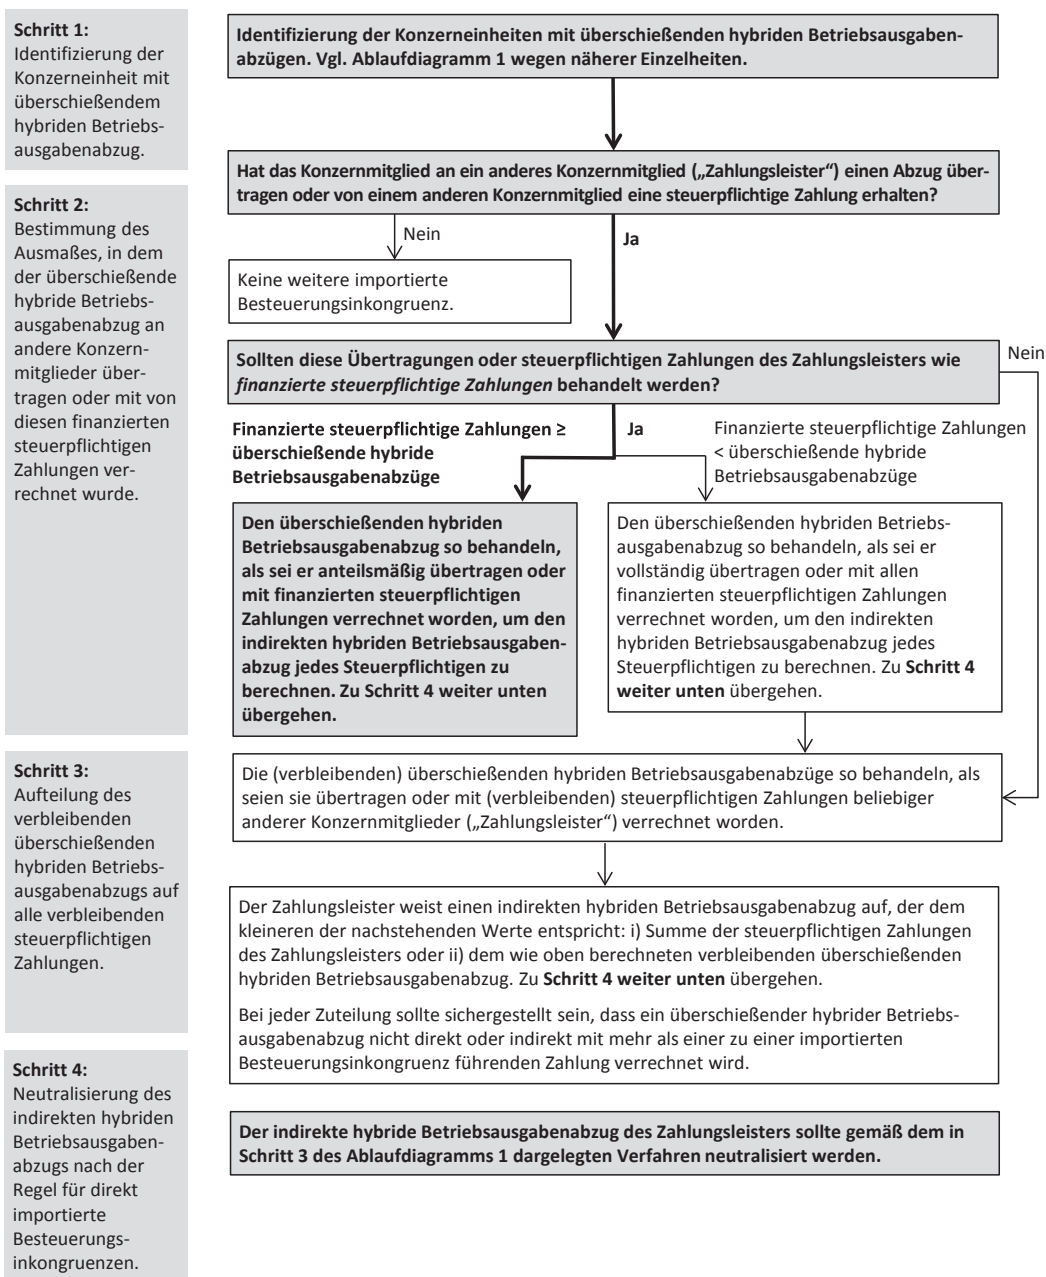 Schritt 1:
Identifizierung der
Konzerneinheit mit
überschießendem
hybriden Betriebs-
ausgabenabzug.
Identifizierung der Konzerneinheiten mit überschießenden hybriden Betriebsausgaben-
abzügen. Vgl. Ablaufdiagramm 1 wegen näherer Einzelheiten.
Schritt 2:
Bestimmung des
Ausmaßes, in dem
der überschießende
hybride Betriebs-
ausgabenabzug an
andere Konzern-
mitglieder über-
tragen oder mit von
diesen finanzierten
steuerpflichtigen
Zahlungen ver-
rechnet wurde.
Hat das Konzernmitglied an ein anderes Konzernmitglied („Zahlungsleister“) einen Abzug über-
tragen oder von einem anderen Konzernmitglied eine steuerpflichtige Zahlung erhalten?
Nein
Ja
Keine weitere importierte
Besteuerungsinkongruenz.
Sollten diese Übertragungen oder steuerpflichtigen Zahlungen des Zahlungsleisters wie
finanzierte steuerpflichtige Zahlungen behandelt werden?
Nein
Finanzierte steuerpflichtige Zahlungen ≥
überschießende hybride
Betriebsausgabenabzüge
Ja
Finanzierte steuerpflichtige Zahlungen
< überschießende hybride
Betriebsausgabenabzüge
Den überschießenden hybriden
Betriebsausgabenabzug so behandeln,
als sei er anteilsmäßig übertragen oder
mit finanzierten steuerpflichtigen
Zahlungen verrechnet worden, um den
indirekten hybriden Betriebsausgaben-
abzug jedes Steuerpflichtigen zu
berechnen. Zu Schritt 4 weiter unten
übergehen.
Den überschießenden hybriden Betriebs-
ausgabenabzug so behandeln, als sei er
vollständig übertragen oder mit allen
finanzierten steuerpflichtigen Zahlungen
verrechnet worden, um den indirekten
hybriden Betriebsausgabenabzug jedes
Steuerpflichtigen zu berechnen. Zu Schritt 4
weiter unten übergehen.
Schritt 3:
Aufteilung des
verbleibenden
überschießenden
hybriden Betriebs-
ausgabenabzugs auf
alle verbleibenden
steuerpflichtigen
Zahlungen.
Die (verbleibenden) überschießenden hybriden Betriebsausgabenabzüge so behandeln, als
seien sie übertragen oder mit (verbleibenden) steuerpflichtigen Zahlungen beliebiger
anderer Konzernmitglieder („Zahlungsleister“) verrechnet worden.
Der Zahlungsleister weist einen indirekten hybriden Betriebsausgabenabzug auf, der dem
kleineren der nachstehenden Werte entspricht: i) Summe der steuerpflichtigen Zahlungen
des Zahlungsleisters oder ii) dem wie oben berechneten verbleibenden überschießenden
hybriden Betriebsausgabenabzug. Zu Schritt 4 weiter unten übergehen.
Bei jeder Zuteilung sollte sichergestellt sein, dass ein überschießender hybrider Betriebs-
ausgabenabzug nicht direkt oder indirekt mit mehr als einer zu einer importierten
Besteuerungsinkongruenz führenden Zahlung verrechnet wird.
Schritt 4:
Neutralisierung des
indirekten hybriden
Betriebsausgaben-
abzugs nach der
Regel für direkt
importierte
Besteuerungs-
inkongruenzen.
Der indirekte hybride Betriebsausgabenabzug des Zahlungsleisters sollte gemäß dem in
Schritt 3 des Ablaufdiagramms 1 dargelegten Verfahren neutralisiert werden.